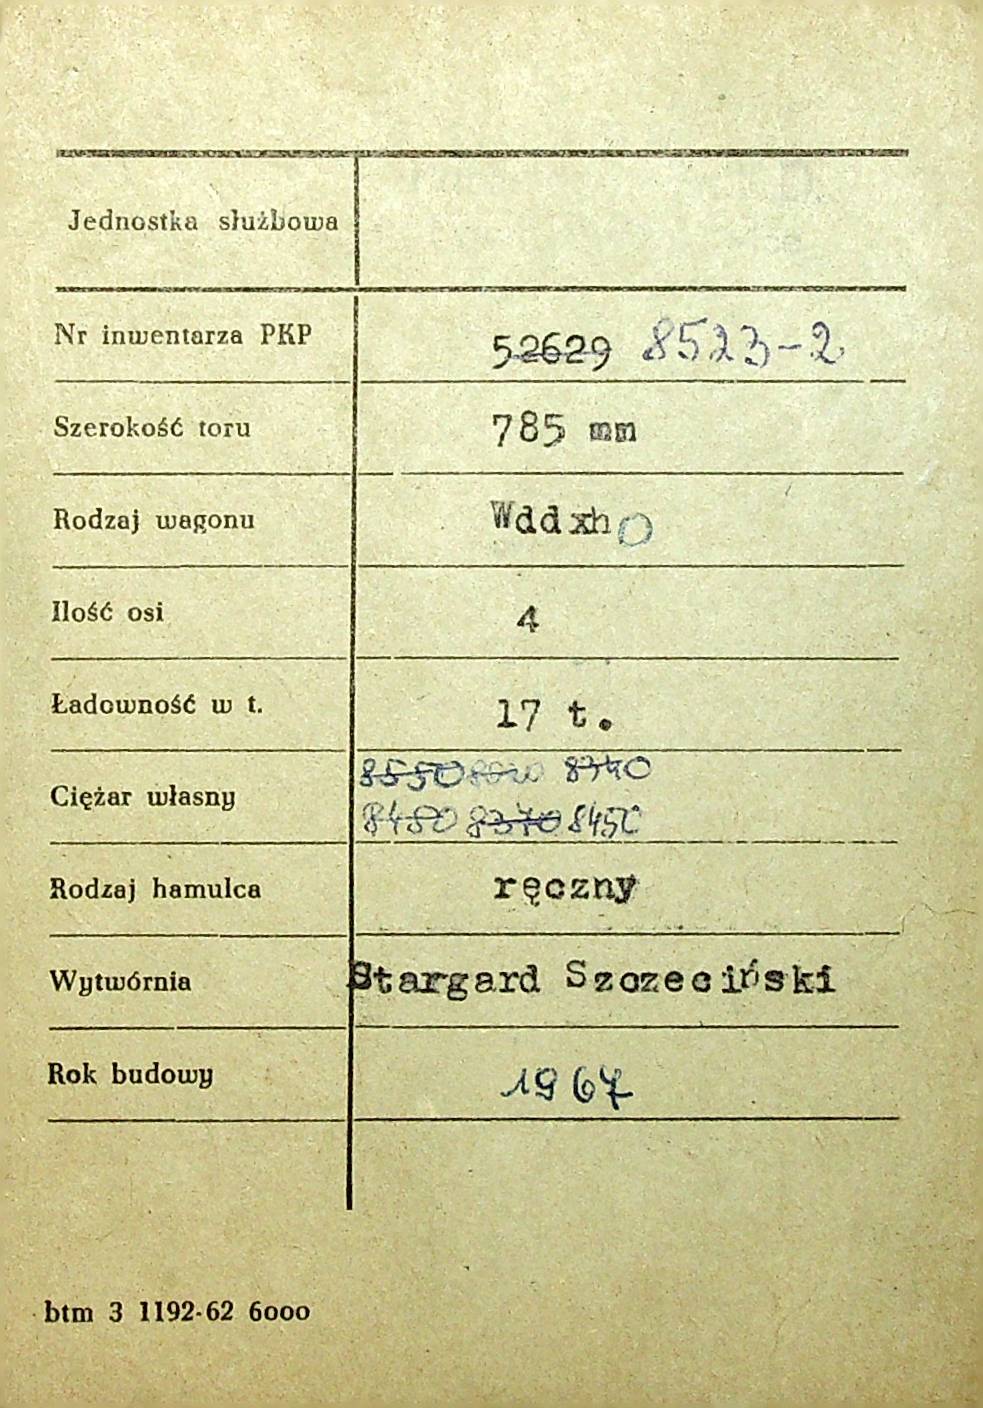 Jednostka służbowa
Nr inwentarza PKP 52629 8523-2
Szerokość toru 785 mm
Rodzaj wagonu Wddxho
Ilość osi 4
Ładowność w t. 17 t.
8550 8340
Ciężar własny
8480 8370 8450
Rodzaj hamulca ręczny
Wytwórnia Stargard Szczeciński
Rok budowy 1967
btm 3 1192-62 6000